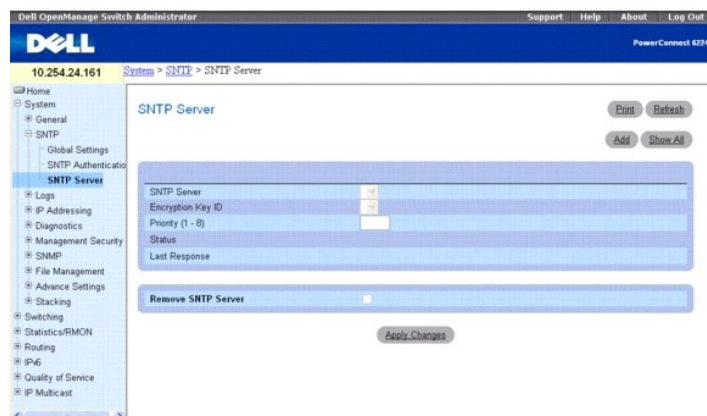 Dell OpenManage Switch Administrator
Support Help About Log Out
DELL
PowerConnect 6224
10.254.24.161
System > SNTP > SNTP Server
Home
System
General
SNTP
Global Settings
SNTP Authenticatio
SNTP Server
Logs
IP Addressing
Diagnostics
Management Security
SNMP
File Management
Advance Settings
Stacking
Switching
Statistics/RMON
Routing
IPv6
Quality of Service
IP Multicast
SNTP Server
Print Refresh
Add Show All
SNTP Server
Encryption Key ID
Priority (1 - 8)
Status
Last Response
Remove SNTP Server
Apply Changes